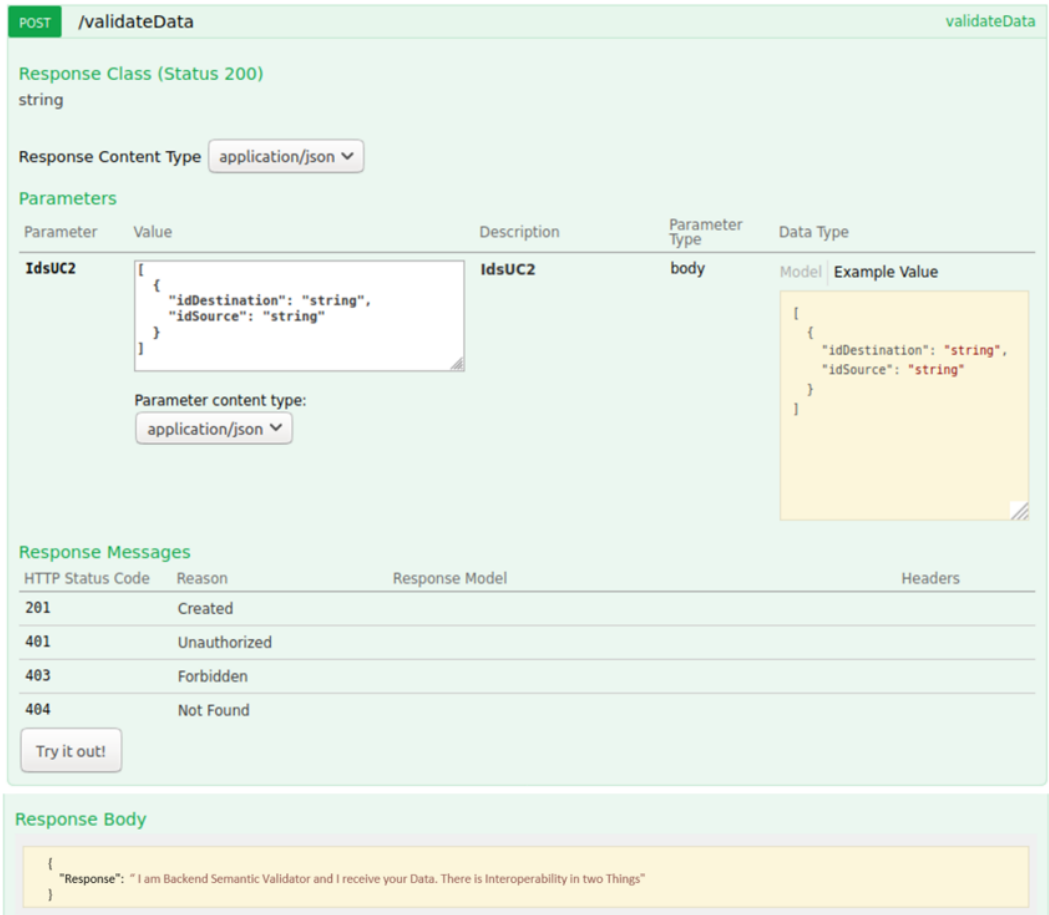 POST /validateData validateData
Response Class (Status 200)
string
Response Content Type application/json
Parameters
Parameter Value Description Parameter Type Data Type
IdsUC2 IdsUC2 body Model Example Value
[
{
"idDestination": "string",
"idSource": "string"
}
]
Parameter content type:
application/json
[
{
"idDestination": "string",
"idSource": "string"
}
]
Response Messages
HTTP Status Code Reason Response Model Headers
201 Created
401 Unauthorized
403 Forbidden
404 Not Found
Try it out!
Response Body
{
"Response": " I am Backend Semantic Validator and I receive your Data. There is Interoperability in two Things"
}